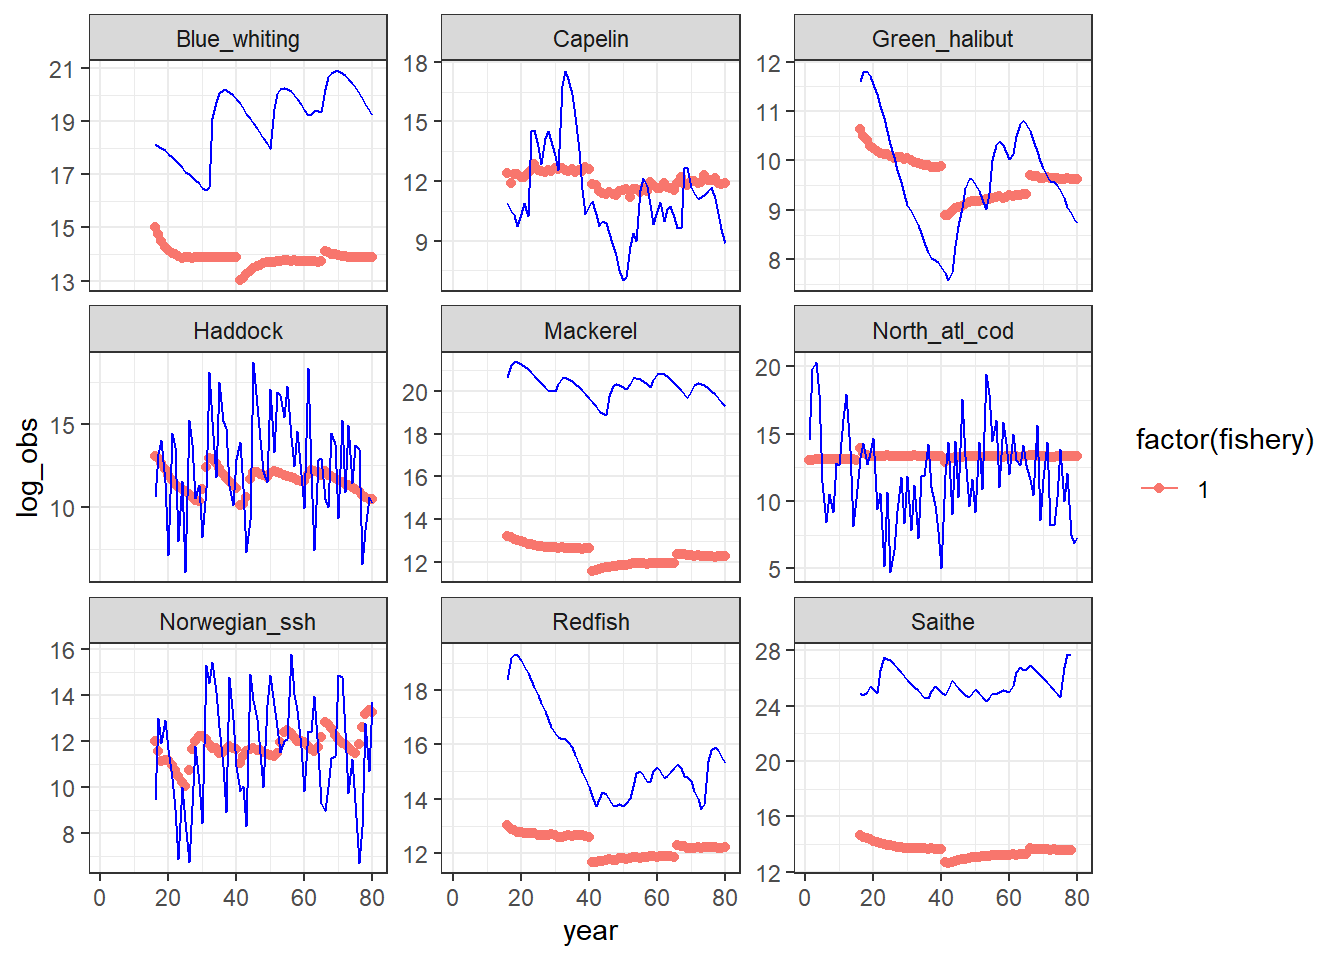 Blue_whiting
Capelin
Green_halibut
21
19
17
15
13
18
15
12
9
12
11
10
9
8
Haddock
Mackerel
North_atl_cod
15
10
20
18
16
14
12
20
15
10
5
Norwegian_ssh
Redfish
Saithe
16
14
12
10
8
18
16
14
12
28
24
20
16
12
0 20 40 60 80
0 20 40 60 80
0 20 40 60 80
year
log_obs
factor(fishery)
1